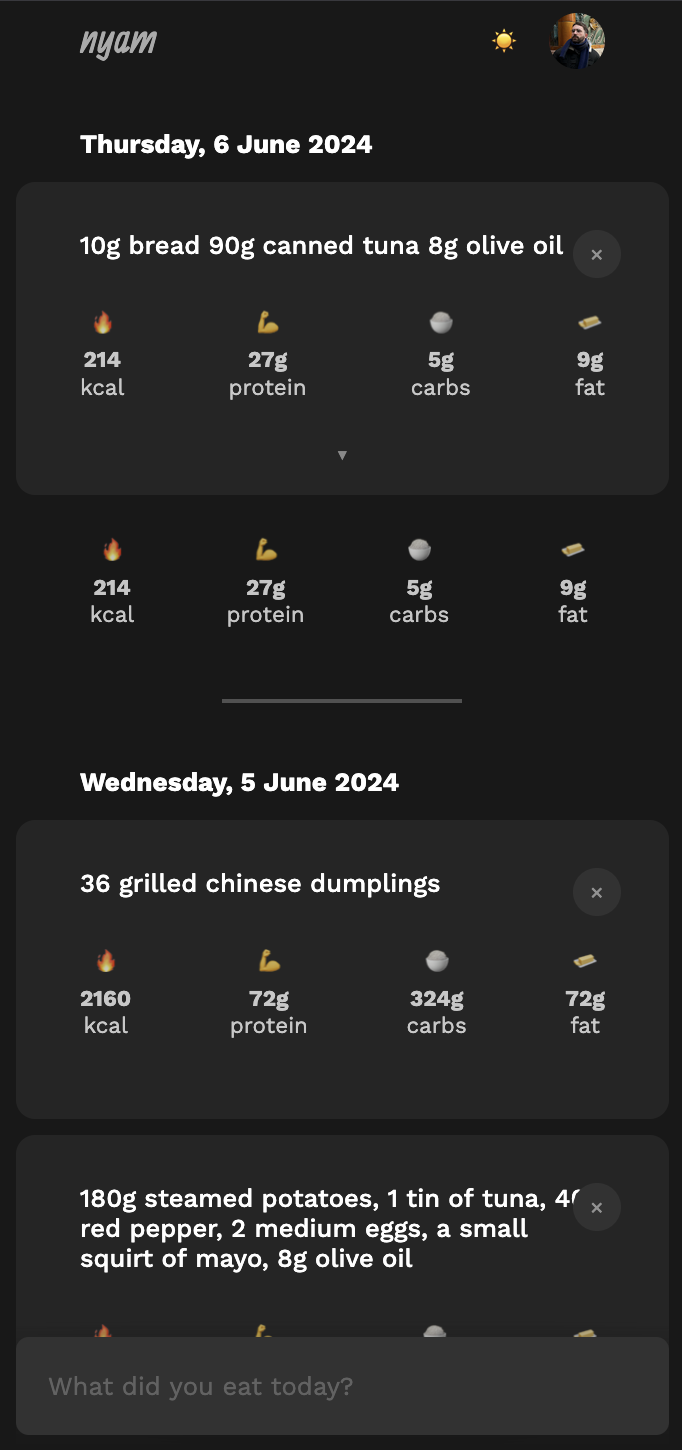 nyam
Thursday, 6 June 2024
10g bread 90g canned tuna 8g olive oil
×
214 27g 5g 9g
kcal protein carbs fat
214 27g 5g 9g
kcal protein carbs fat
Wednesday, 5 June 2024
36 grilled chinese dumplings
×
2160 72g 324g 72g
kcal protein carbs fat
180g steamed potatoes, 1 tin of tuna,
×
red pepper, 2 medium eggs, a small
squirt of mayo, 8g olive oil
What did you eat today?